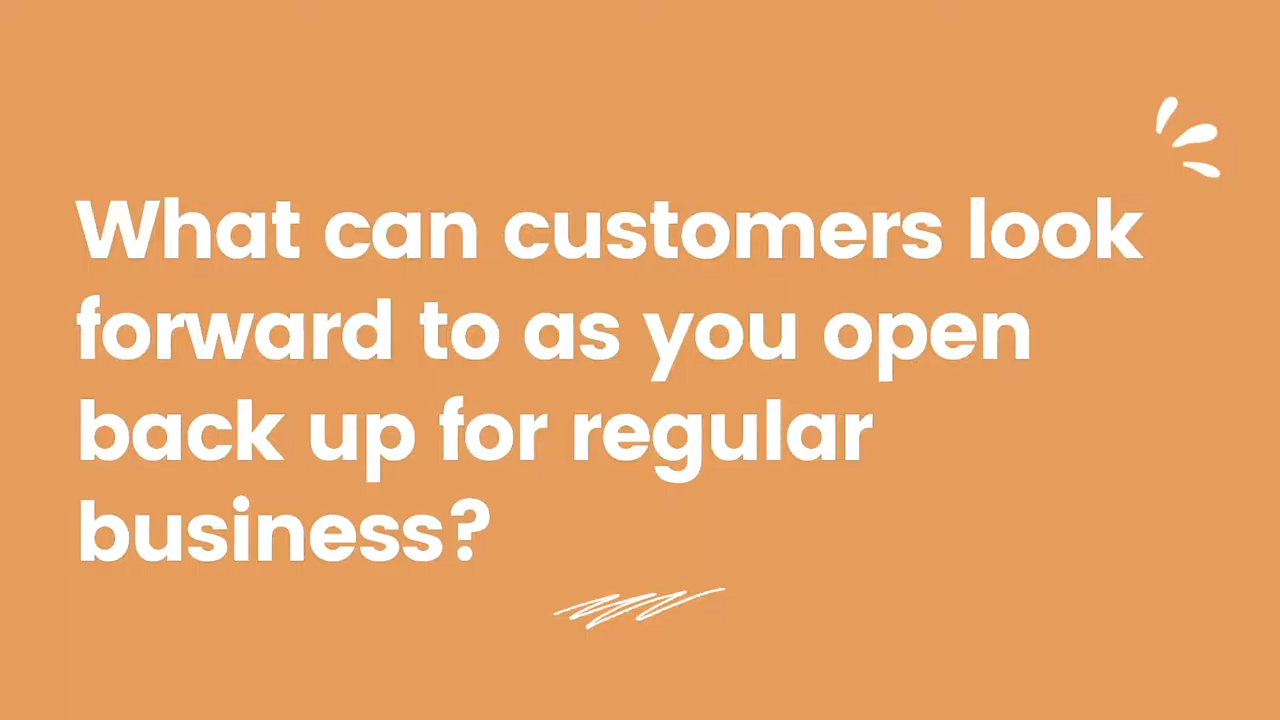 What can customers look
forward to as you open
back up for regular
business?